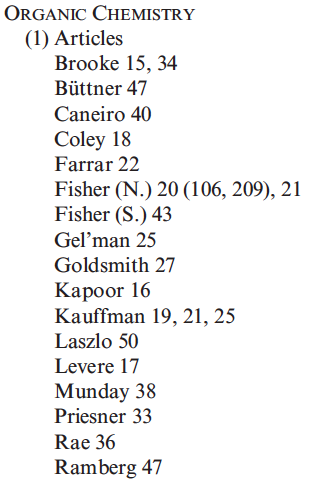 ORGANIC CHEMISTRY
(1) Articles
Brooke 15, 34
Büttner 47
Caneiro 40
Coley 18
Farrar 22
Fisher (N.) 20 (106, 209), 21
Fisher (S.) 43
Gel’man 25
Goldsmith 27
Kapoor 16
Kauffman 19, 21, 25
Laszlo 50
Levere 17
Munday 38
Priesner 33
Rae 36
Ramberg 47